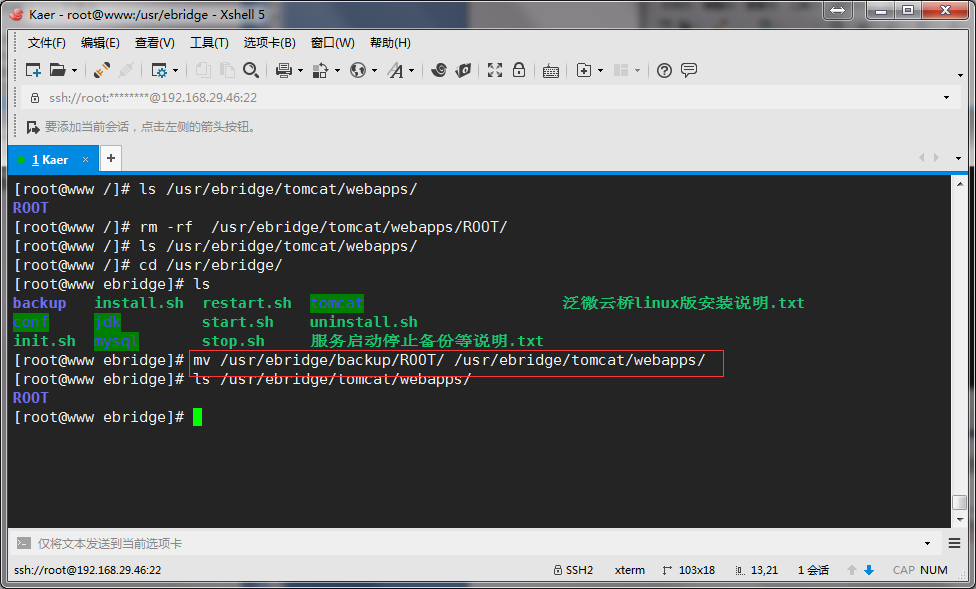 Kaer - root@www:/usr/ebridge - Xshell 5
文件(F) 编辑(E) 查看(V) 工具(T) 选项卡(B) 窗口(W) 帮助(H)
ssh://root:********@192.168.29.46:22
要添加当前会话，点击左侧的箭头按钮。
1 Kaer × +
[root@www /]# ls /usr/ebridge/tomcat/webapps/
ROOT
[root@www /]# rm -rf  /usr/ebridge/tomcat/webapps/ROOT/
[root@www /]# ls /usr/ebridge/tomcat/webapps/
[root@www /]# cd /usr/ebridge/
[root@www ebridge]# ls
backup   install.sh  restart.sh  tomcat                      泛微云桥linux版安装说明.txt
conf     jdk         start.sh    uninstall.sh
init.sh  mysql       stop.sh     服务启动停止备份等说明.txt
[root@www ebridge]# mv /usr/ebridge/backup/ROOT/ /usr/ebridge/tomcat/webapps/
[root@www ebridge]# ls /usr/ebridge/tomcat/webapps/
ROOT
[root@www ebridge]#
仅将文本发送到当前选项卡
ssh://root@192.168.29.46:22 SSH2 xterm 103x18 13,21 1 会话 CAP NUM